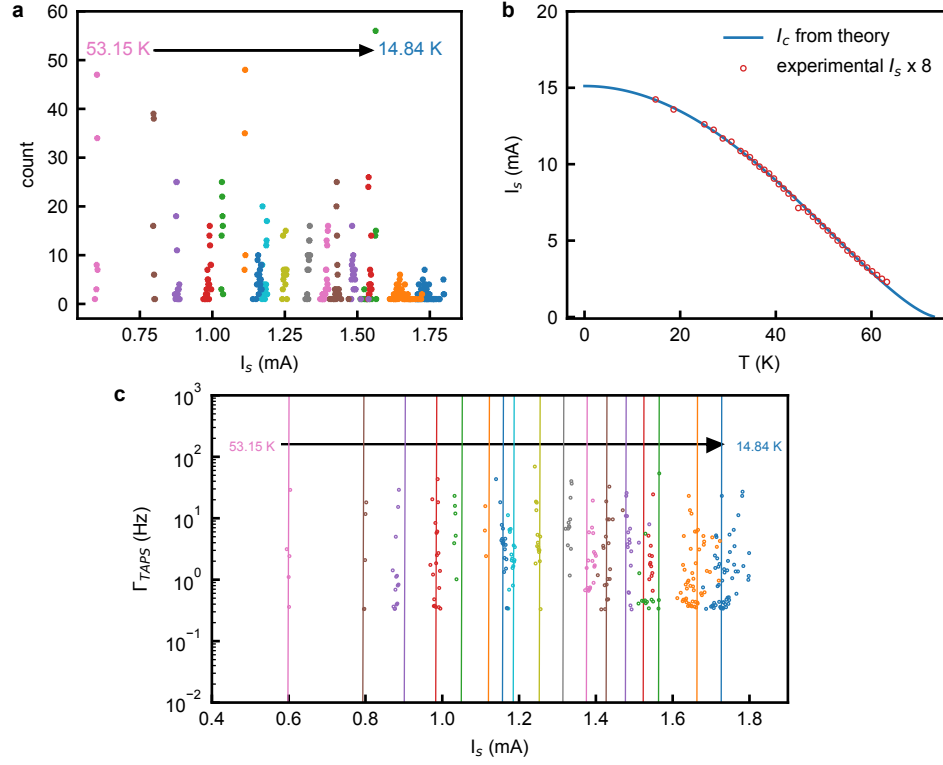 a
60
50
40
30
20
10
0
count
53.15 K
14.84 K
0.75
1.00
1.25
1.50
1.75
I_s (mA)
b
20
15
10
5
0
I_s (mA)
I_c from theory
experimental I_s x 8
0
20
40
60
T (K)
c
10^3
10^2
10^1
10^0
10^−1
10^−2
Γ_TAPS (Hz)
53.15 K
14.84 K
0.4
0.6
0.8
1.0
1.2
1.4
1.6
1.8
I_s (mA)